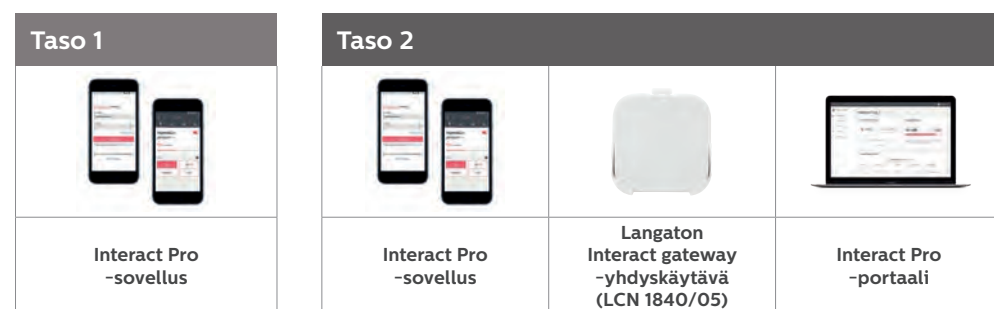 Taso 1
Taso 2
Interact Pro
-sovellus
Interact Pro
-sovellus
Langaton
Interact gateway
-yhdyskäytävä
(LCN 1840/05)
Interact Pro
-portaali